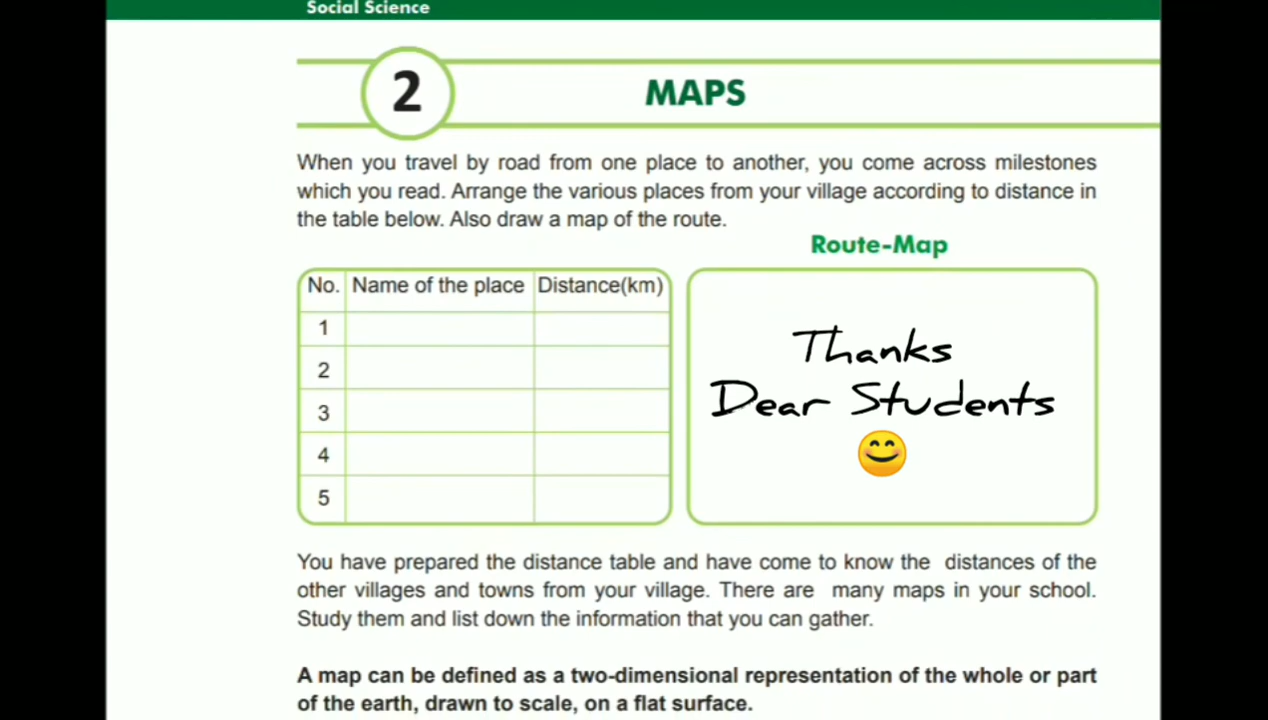 Social Science
2
MAPS
When you travel by road from one place to another, you come across milestones
which you read. Arrange the various places from your village according to distance in
the table below. Also draw a map of the route.
Route-Map
No. Name of the place Distance(km)
1
2
3
4
5
Thanks
Dear Students
You have prepared the distance table and have come to know the distances of the
other villages and towns from your village. There are many maps in your school.
Study them and list down the information that you can gather.
A map can be defined as a two-dimensional representation of the whole or part
of the earth, drawn to scale, on a flat surface.